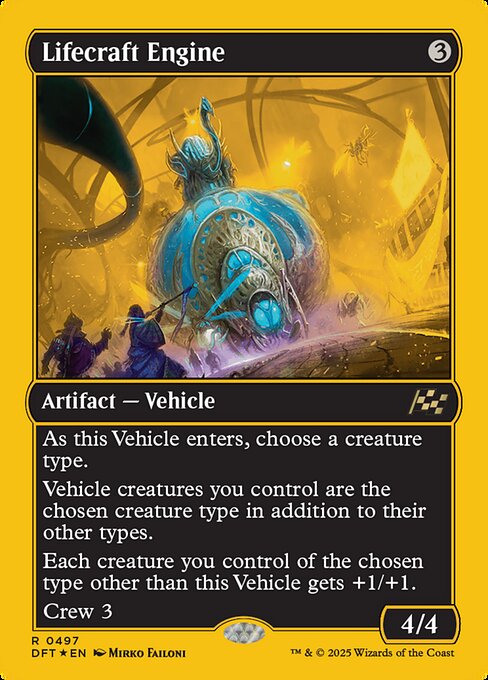 Lifecraft Engine 3
Artifact — Vehicle
As this Vehicle enters, choose a creature
type.
Vehicle creatures you control are the
chosen creature type in addition to their
other types.
Each creature you control of the chosen
type other than this Vehicle gets +1/+1.
Crew 3
4/4
R 0497
DFT★EN Mirko Failoni
™ & © 2025 Wizards of the Coast